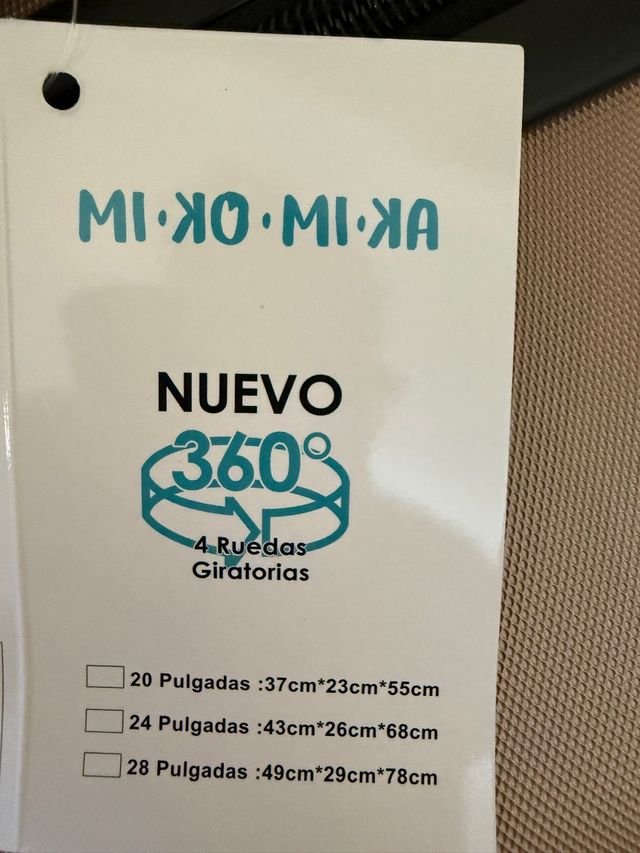 MI·KO·MI·KA
NUEVO
360°
4 Ruedas
Giratorias
20 Pulgadas :37cm*23cm*55cm
24 Pulgadas :43cm*26cm*68cm
28 Pulgadas :49cm*29cm*78cm